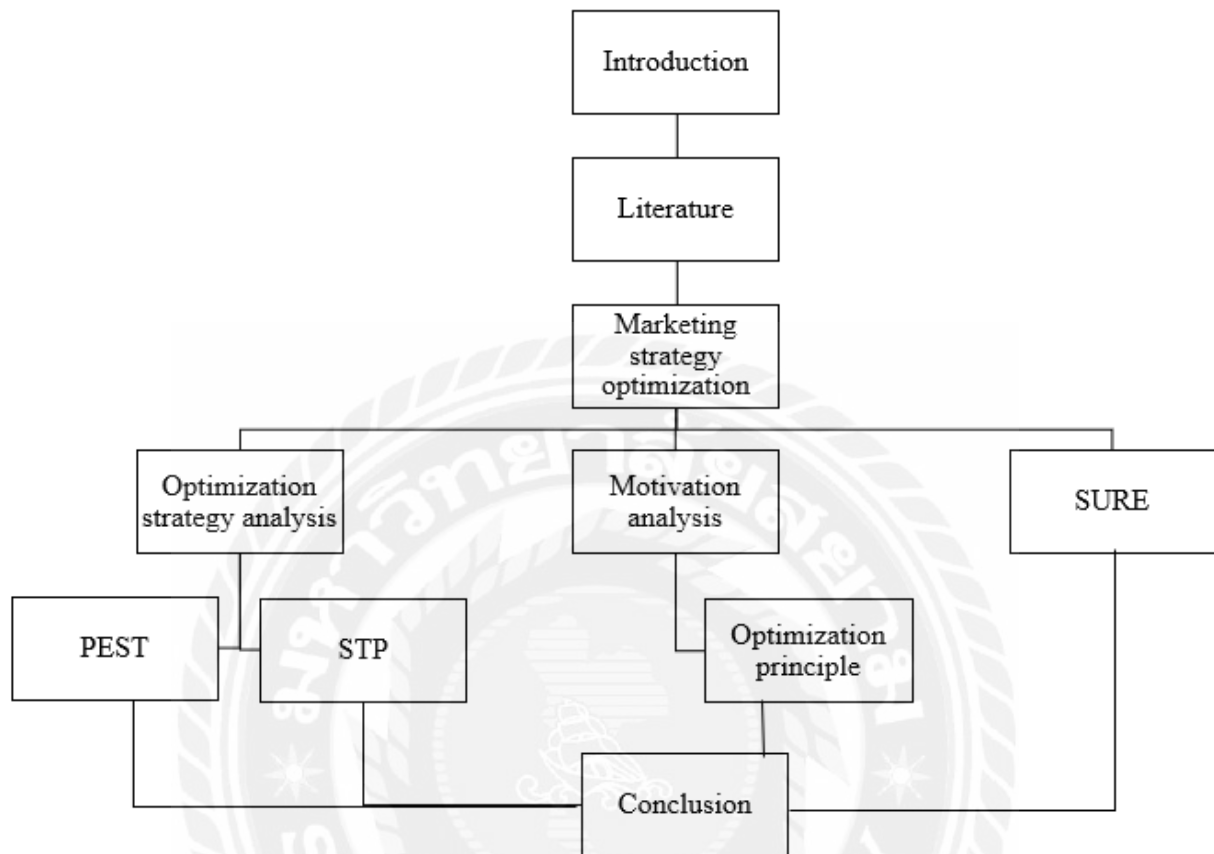 Introduction
Literature
Marketing
strategy
optimization
Optimization
strategy analysis
Motivation
analysis
SURE
PEST
STP
Optimization
principle
Conclusion